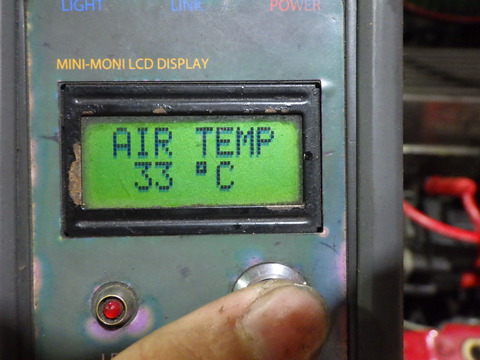 LIGHT LINK POWER
MINI-MONI LCD DISPLAY
AIR TEMP
33 °C